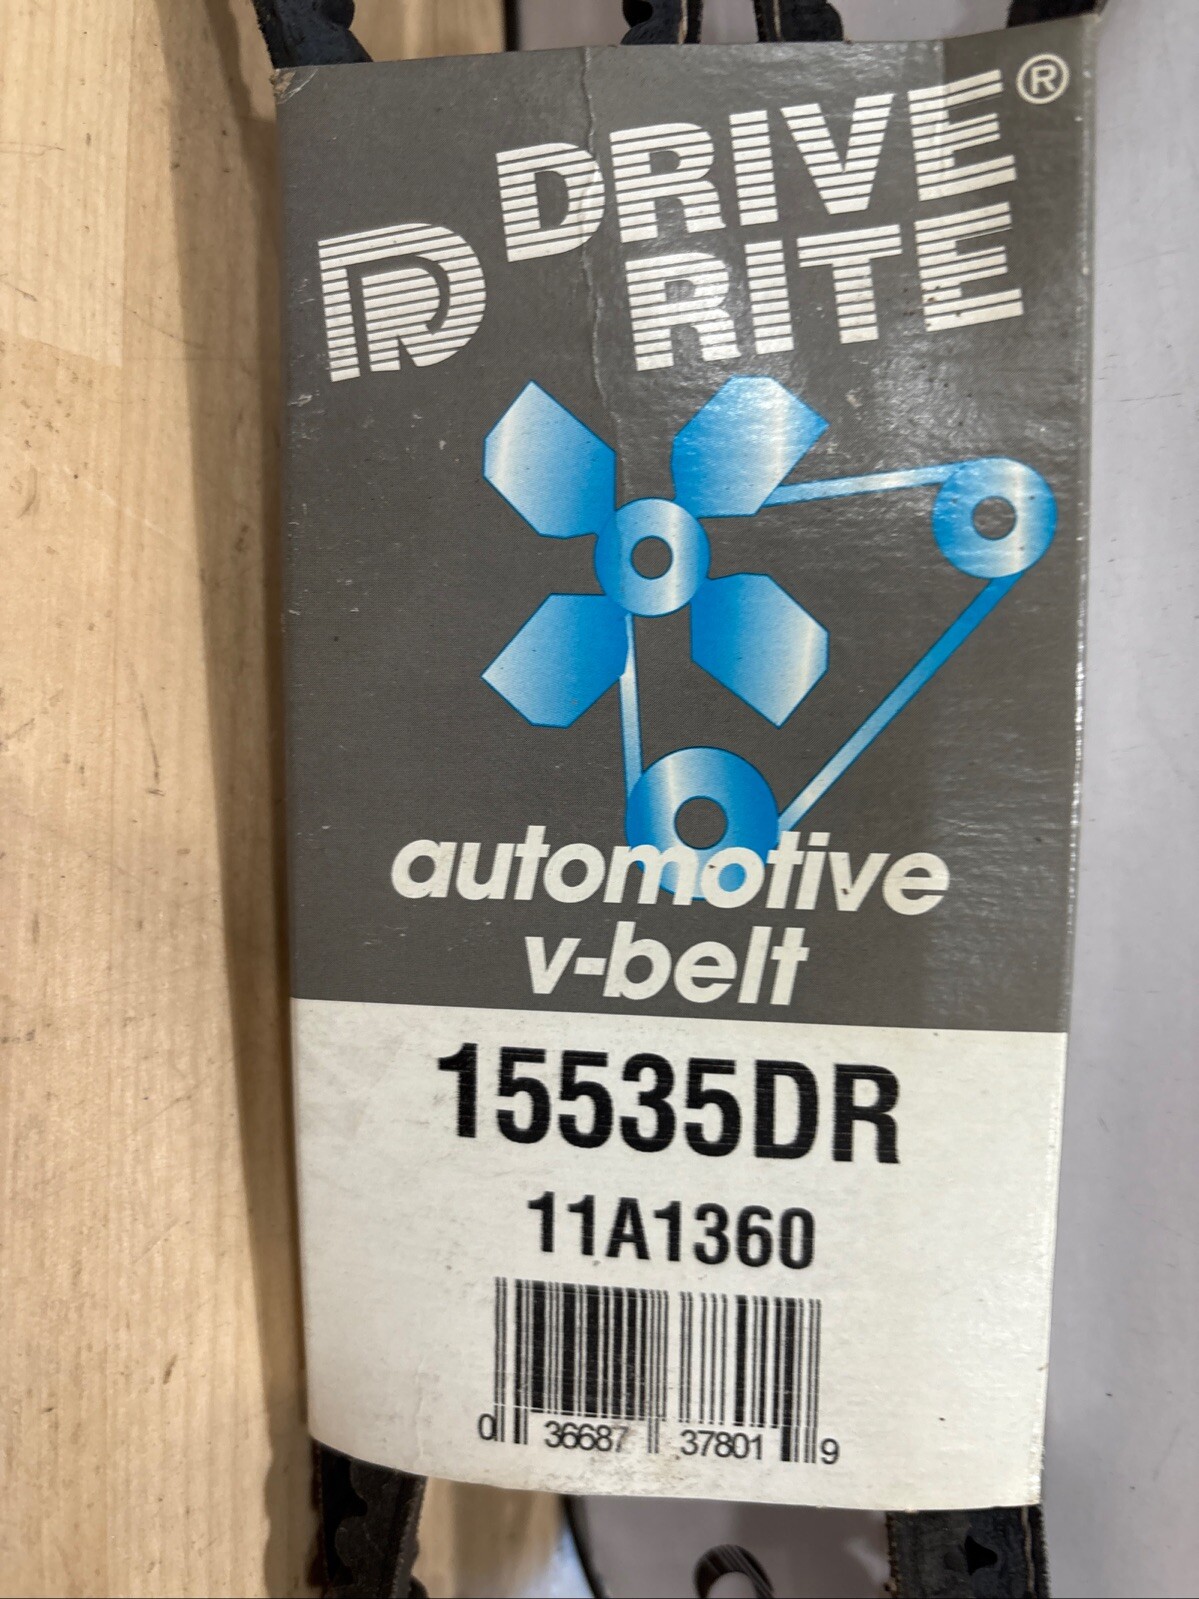 DR DRIVE ®
RITE
automotive
v-belt
15535DR
11A1360
0 36687 37801 9